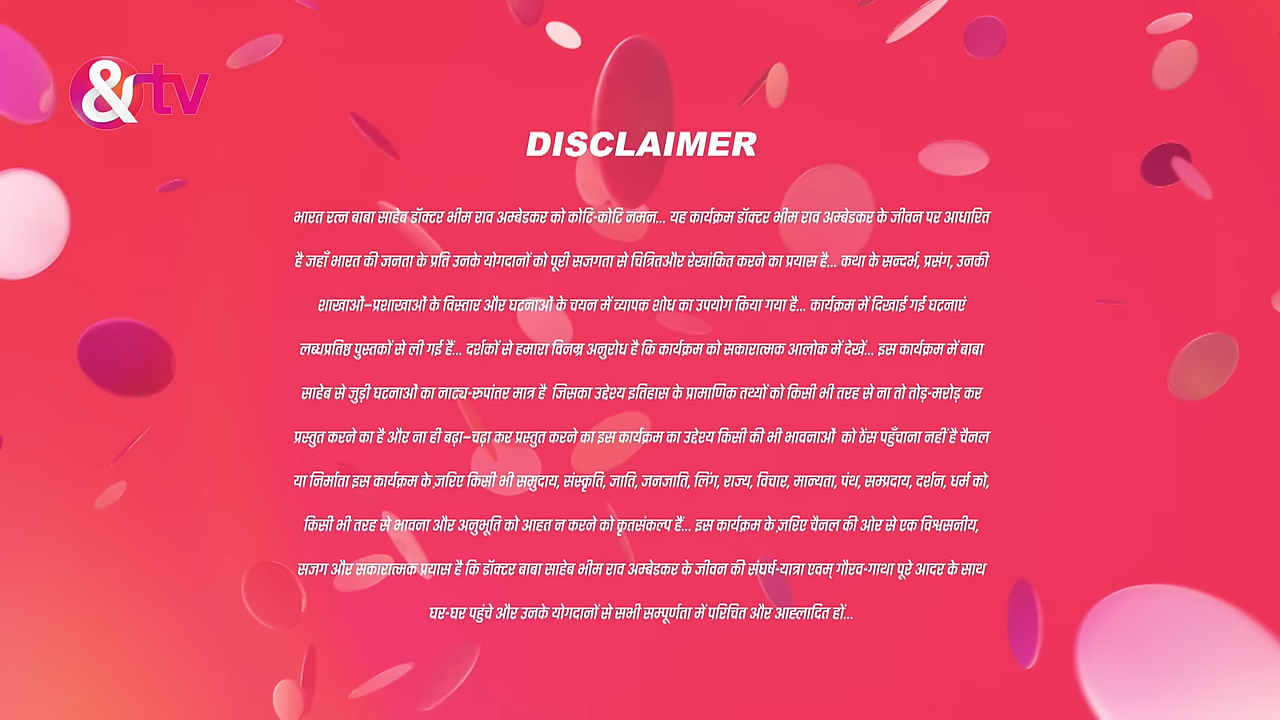 &tv
DISCLAIMER
भारत रत्न बाबा साहेब डॉक्टर भीम राव अम्बेडकर को कोटि-कोटि नमन... यह कार्यक्रम डॉक्टर भीम राव अम्बेडकर के जीवन पर आधारित
है जहाँ भारत की जनता के प्रति उनके योगदानों को पूरी सजगता से चित्रितऔर रेखांकित करने का प्रयास है... कथा के सन्दर्भ, प्रसंग, उनकी
शाखाओं–प्रशाखाओं के विस्तार और घटनाओं के चयन में व्यापक शोध का उपयोग किया गया है... कार्यक्रम में दिखाई गई घटनाएं
लब्धप्रतिष्ठ पुस्तकों से ली गई हैं... दर्शकों से हमारा विनम्र अनुरोध है कि कार्यक्रम को सकारात्मक आलोक में देखें... इस कार्यक्रम में बाबा
साहेब से जुड़ी घटनाओं का नाट्य-रूपांतर मात्र है जिसका उद्देश्य इतिहास के प्रामाणिक तथ्यों को किसी भी तरह से ना तो तोड़-मरोड़ कर
प्रस्तुत करने का है और ना ही बढ़ा–चढ़ा कर प्रस्तुत करने का इस कार्यक्रम का उद्देश्य किसी की भी भावनाओं को ठेंस पहुँचाना नहीं है चैनल
या निर्माता इस कार्यक्रम के ज़रिए किसी भी समुदाय, संस्कृति, जाति, जनजाति, लिंग, राज्य, विचार, मान्यता, पंथ, सम्प्रदाय, दर्शन, धर्म को,
किसी भी तरह से भावना और अनुभूति को आहत न करने को कृतसंकल्प हैं... इस कार्यक्रम के ज़रिए चैनल की ओर से एक विश्वसनीय,
सजग और सकारात्मक प्रयास है कि डॉक्टर बाबा साहेब भीम राव अम्बेडकर के जीवन की संघर्ष-यात्रा एवम् गौरव-गाथा पूरे आदर के साथ
घर-घर पहुंचे और उनके योगदानों से सभी सम्पूर्णता में परिचित और आह्लादित हों...